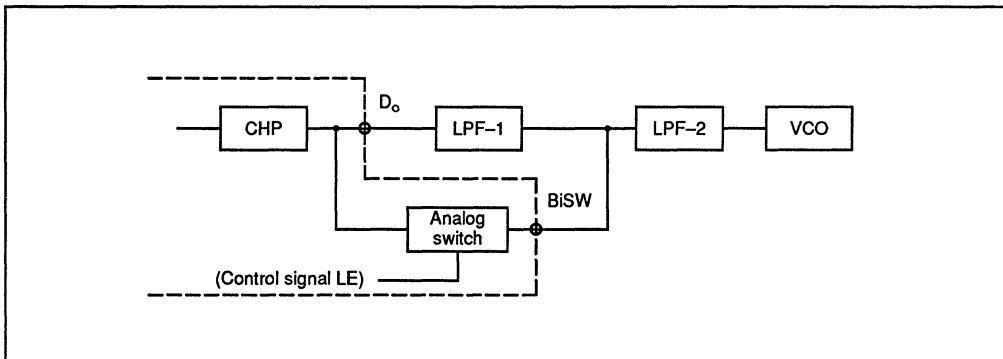 Dₒ
CHP
LPF–1
LPF–2
VCO
BiSW
Analog
switch
(Control signal LE)